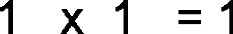 1 x 1 = 1